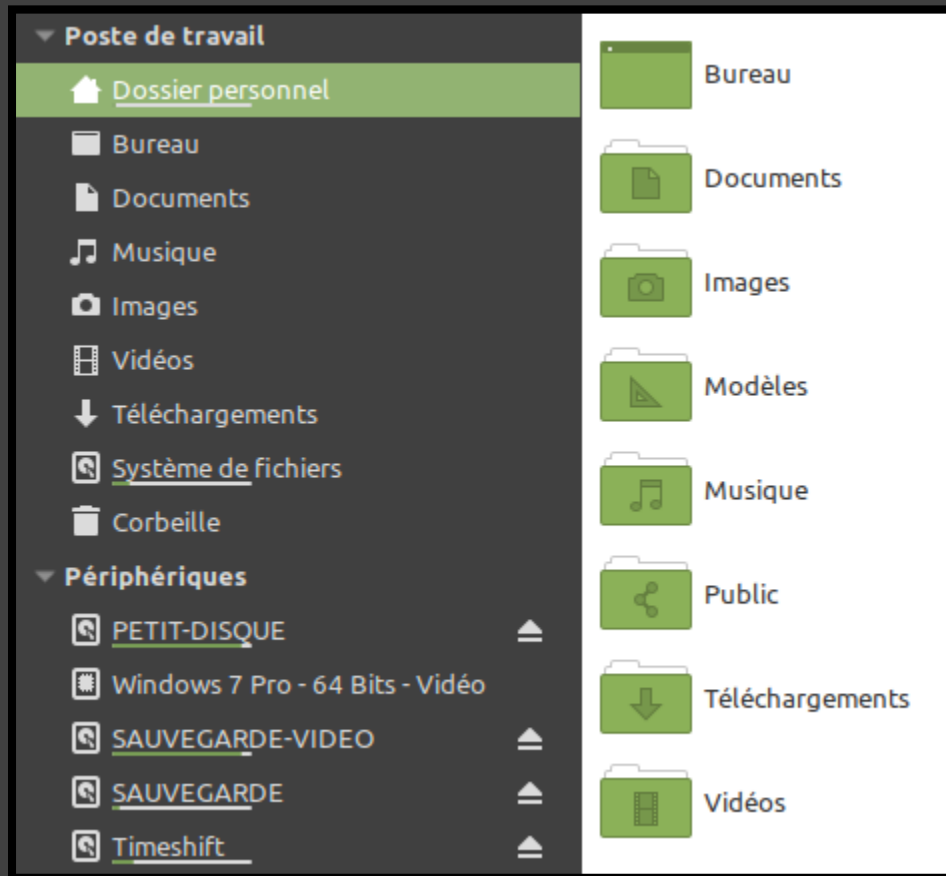 Poste de travail
Dossier personnel
Bureau
Documents
Musique
Images
Vidéos
Téléchargements
Système de fichiers
Corbeille
Périphériques
PETIT-DISQUE
Windows 7 Pro - 64 Bits - Vidéo
SAUVEGARDE-VIDEO
SAUVEGARDE
Timeshift
Bureau
Documents
Images
Modèles
Musique
Public
Téléchargements
Vidéos